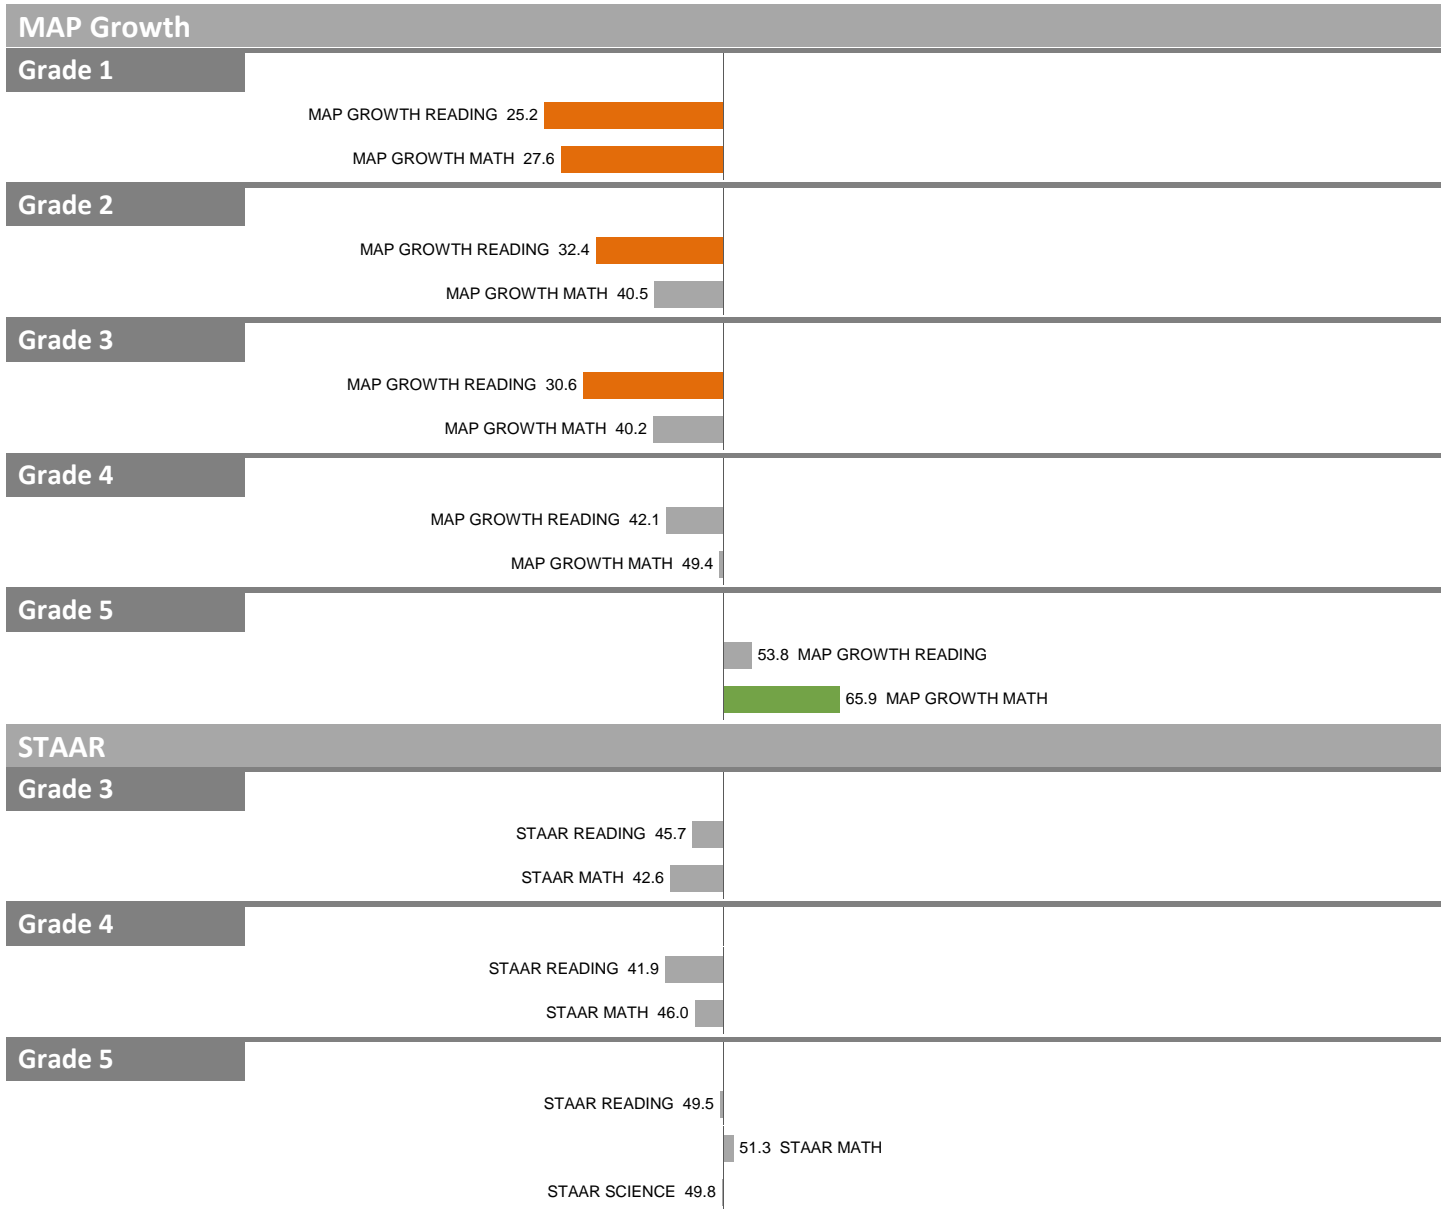 MAP Growth
Grade 1
MAP GROWTH READING 25.2
MAP GROWTH MATH 27.6
Grade 2
MAP GROWTH READING 32.4
MAP GROWTH MATH 40.5
Grade 3
MAP GROWTH READING 30.6
MAP GROWTH MATH 40.2
Grade 4
MAP GROWTH READING 42.1
MAP GROWTH MATH 49.4
Grade 5
53.8 MAP GROWTH READING
65.9 MAP GROWTH MATH
STAAR
Grade 3
STAAR READING 45.7
STAAR MATH 42.6
Grade 4
STAAR READING 41.9
STAAR MATH 46.0
Grade 5
STAAR READING 49.5
51.3 STAAR MATH
STAAR SCIENCE 49.8